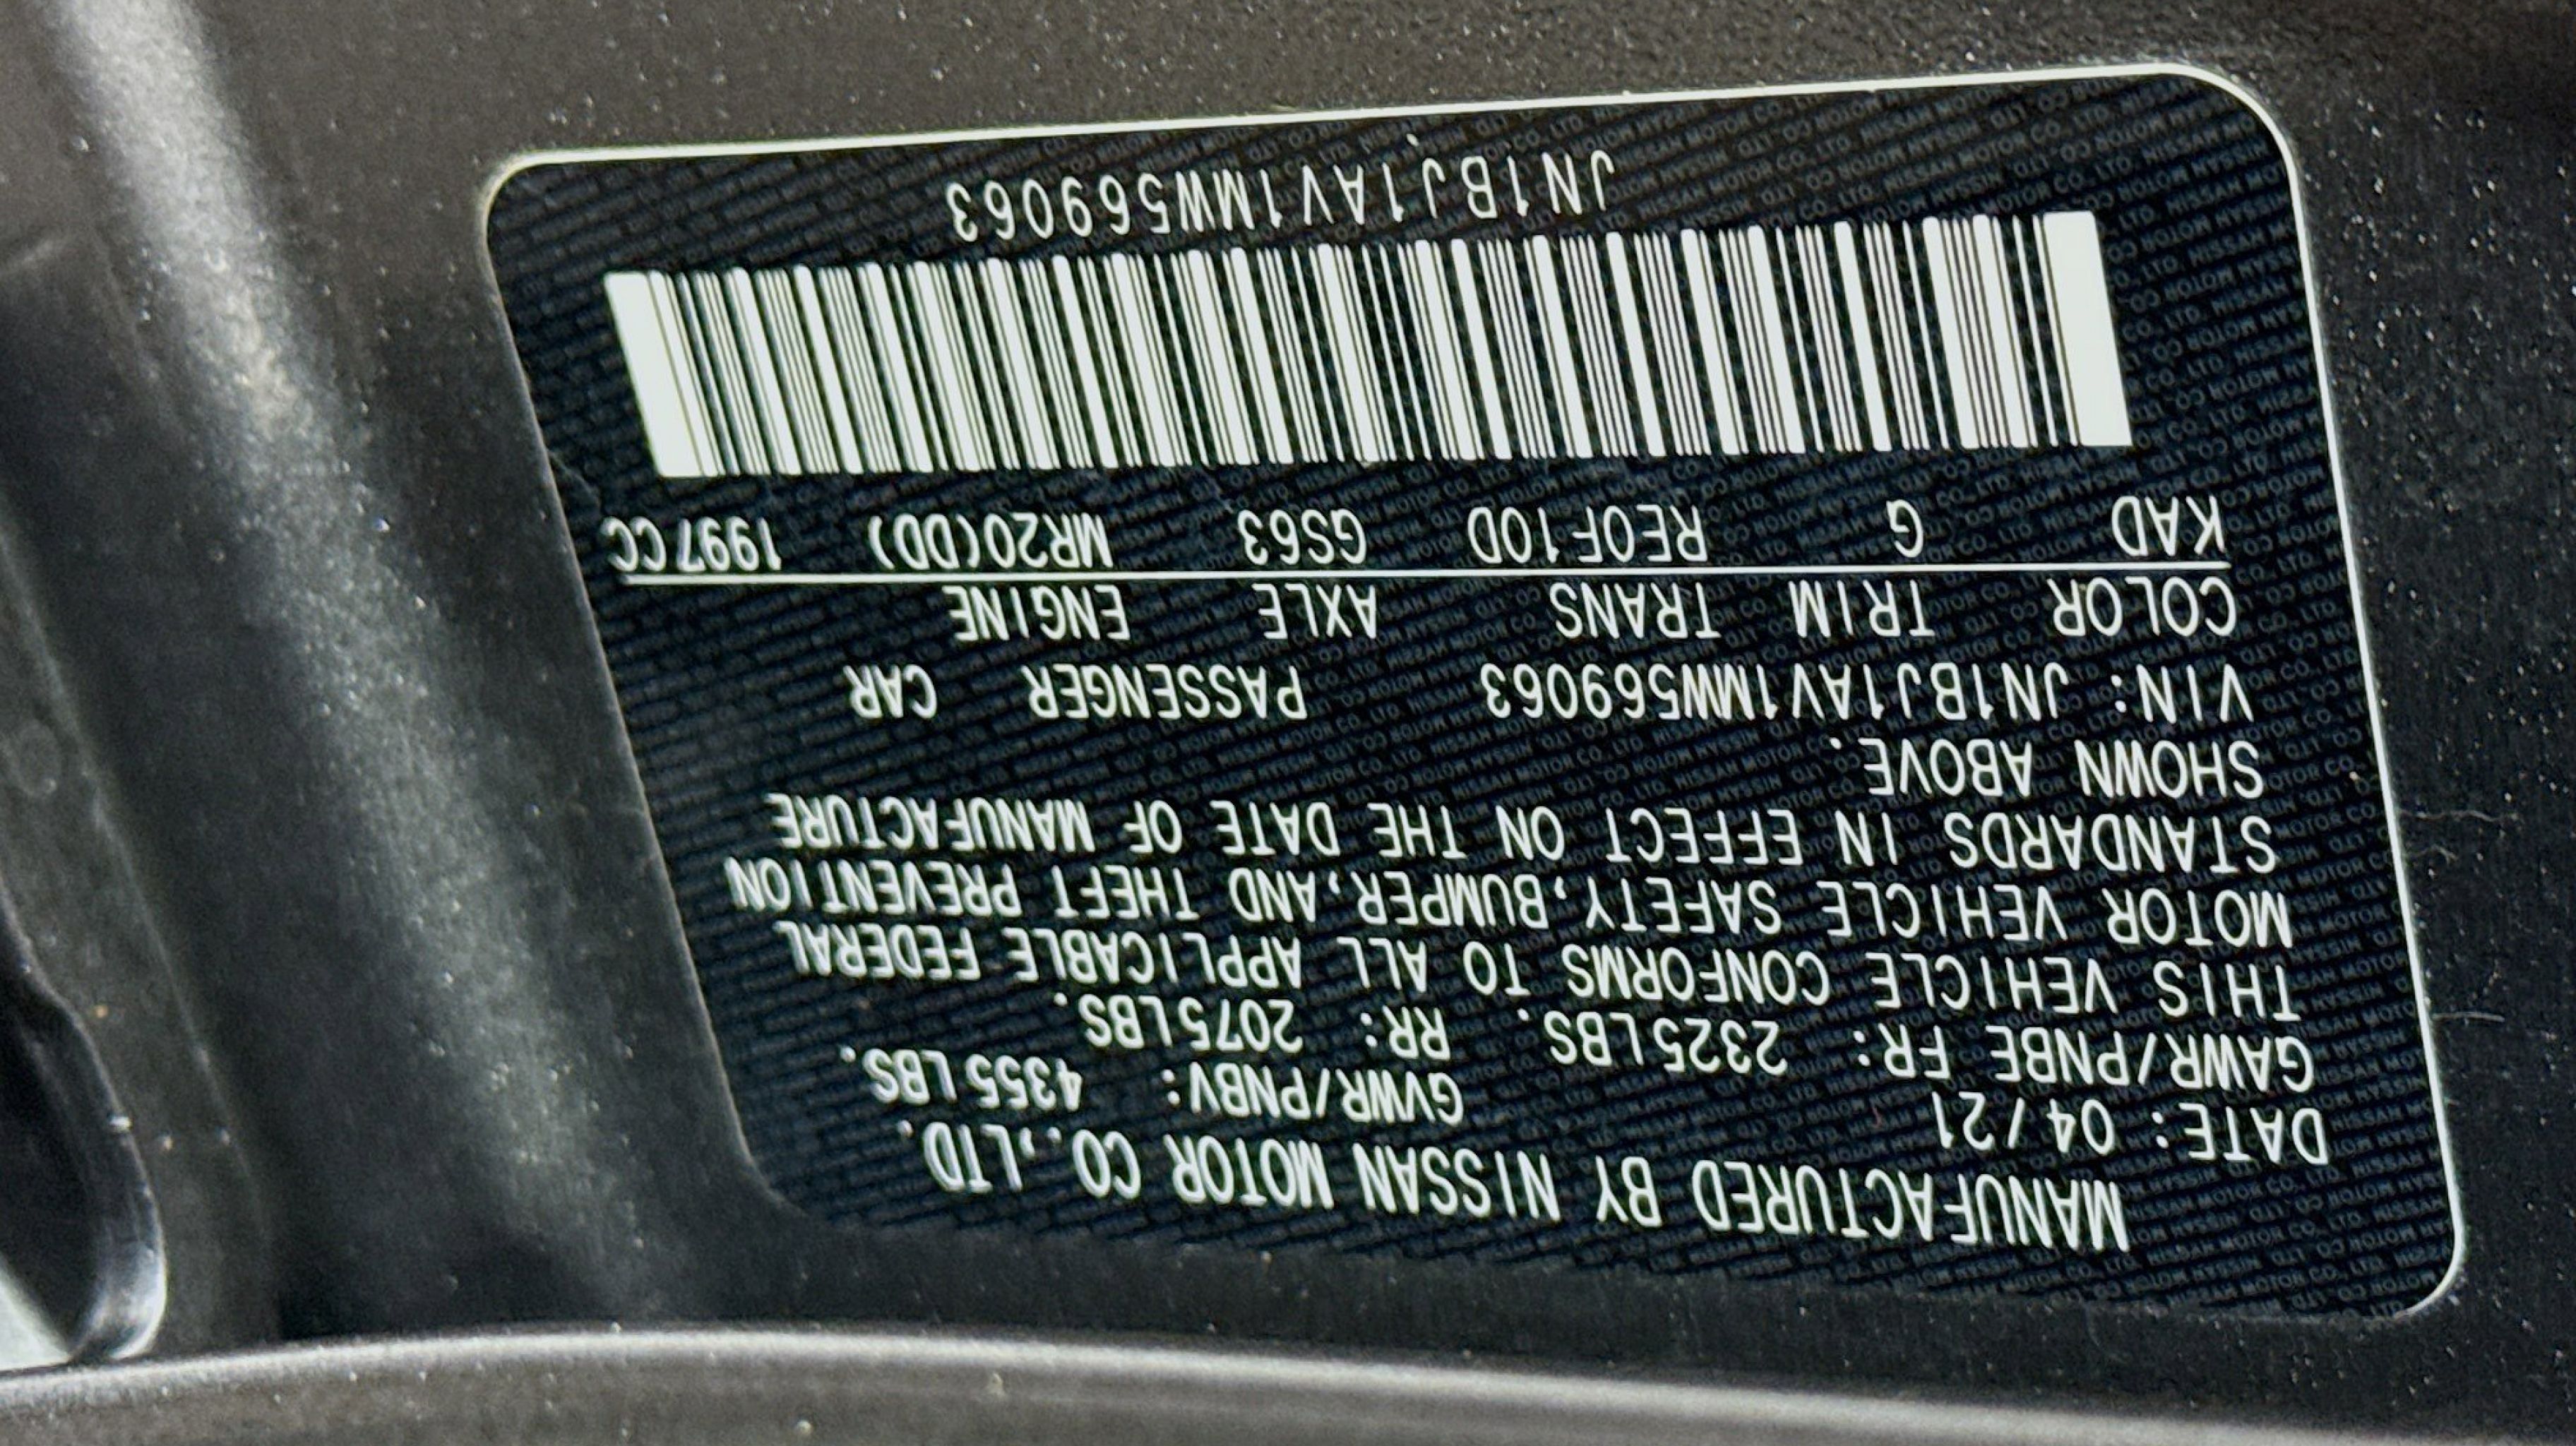 MANUFACTURED BY NISSAN MOTOR CO.,LTD.
DATE: 04/21 GVWR/PNBV: 4355LBS.
GAWR/PNBE FR: 2325LBS. RR: 2075LBS.
THIS VEHICLE CONFORMS TO ALL APPLICABLE FEDERAL
MOTOR VEHICLE SAFETY,BUMPER,AND THEFT PREVENTION
STANDARDS IN EFFECT ON THE DATE OF MANUFACTURE
SHOWN ABOVE.
VIN: JN1BJ1AV1MW569063 PASSENGER CAR
COLOR TRIM TRANS AXLE ENGINE
KAD G RE0F10D GS63 MR20(DD) 1997CC
JN1BJ1AV1MW569063